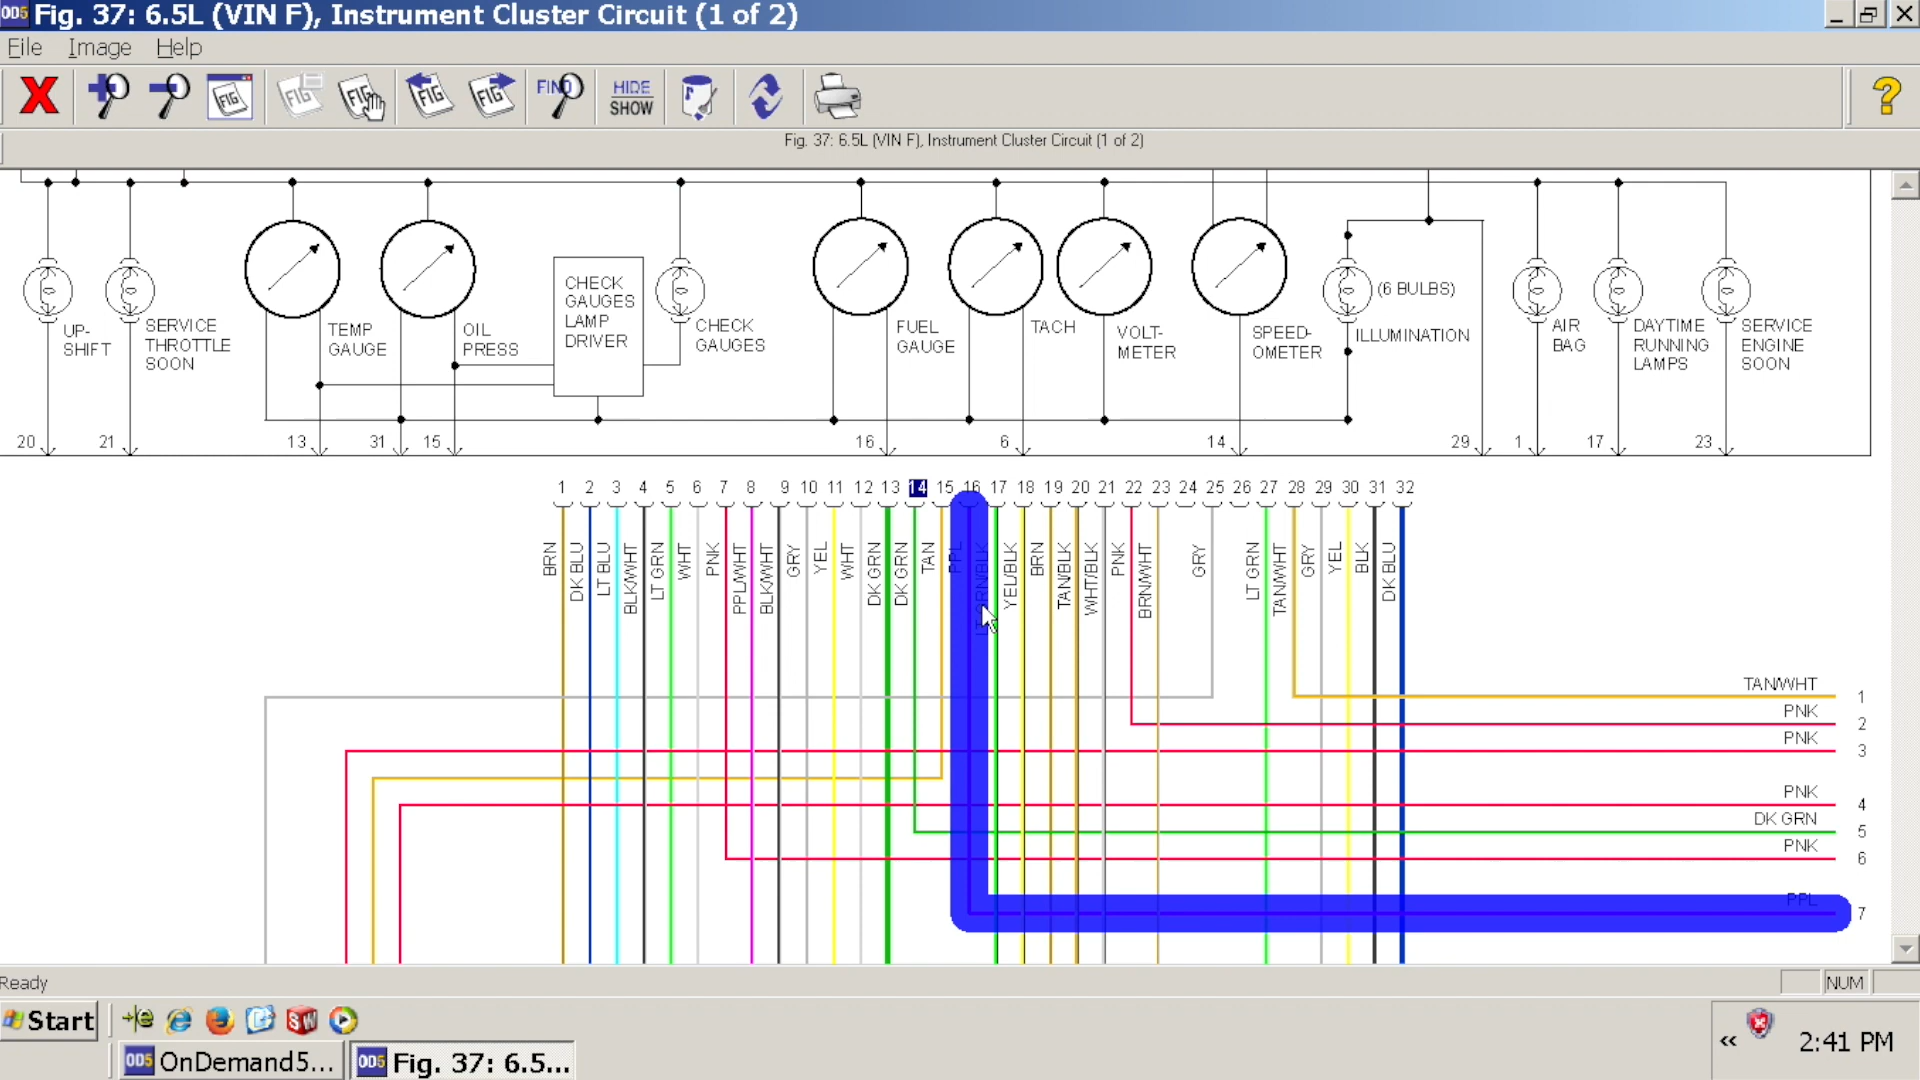 OD5 Fig. 37: 6.5L (VIN F), Instrument Cluster Circuit (1 of 2)
File Image Help
FIG FIG FIG FIG FIG FIND HIDE SHOW ?
Fig. 37: 6.5L (VIN F), Instrument Cluster Circuit (1 of 2)
UP-
SHIFT
SERVICE
THROTTLE
SOON
TEMP
GAUGE
OIL
PRESS
CHECK
GAUGES
LAMP
DRIVER
CHECK
GAUGES
FUEL
GAUGE
TACH
VOLT-
METER
SPEED-
OMETER
(6 BULBS)
ILLUMINATION
AIR
BAG
DAYTIME
RUNNING
LAMPS
SERVICE
ENGINE
SOON
20 21 13 31 15 16 6 14 29 1 17 23
1 2 3 4 5 6 7 8 9 10 11 12 13 14 15 16 17 18 19 20 21 22 23 24 25 26 27 28 29 30 31 32
BRN
DK BLU
LT BLU
BLK/WHT
LT GRN
WHT
PNK
PPL/WHT
BLK/WHT
GRY
YEL
WHT
DK GRN
DK GRN
TAN
PPL
LT GRN/BLK
YEL/BLK
BRN
TAN/BLK
WHT/BLK
PNK
BRN/WHT
GRY
LT GRN
TAN/WHT
GRY
YEL
BLK
DK BLU
TAN/WHT 1
PNK 2
PNK 3
PNK 4
DK GRN 5
PNK 6
PPL 7
Ready
NUM
Start
OD5 OnDemand5...
OD5 Fig. 37: 6.5...
« 2:41 PM